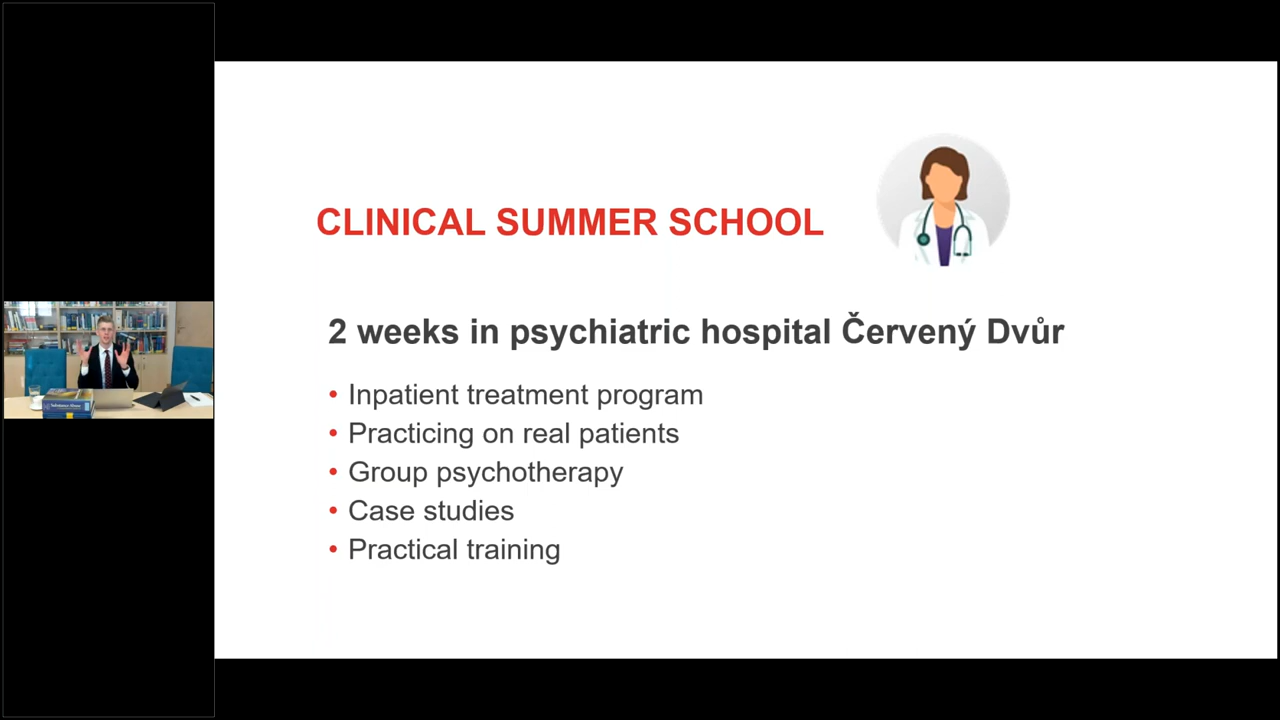 CLINICAL SUMMER SCHOOL
2 weeks in psychiatric hospital Červený Dvůr
• Inpatient treatment program
• Practicing on real patients
• Group psychotherapy
• Case studies
• Practical training